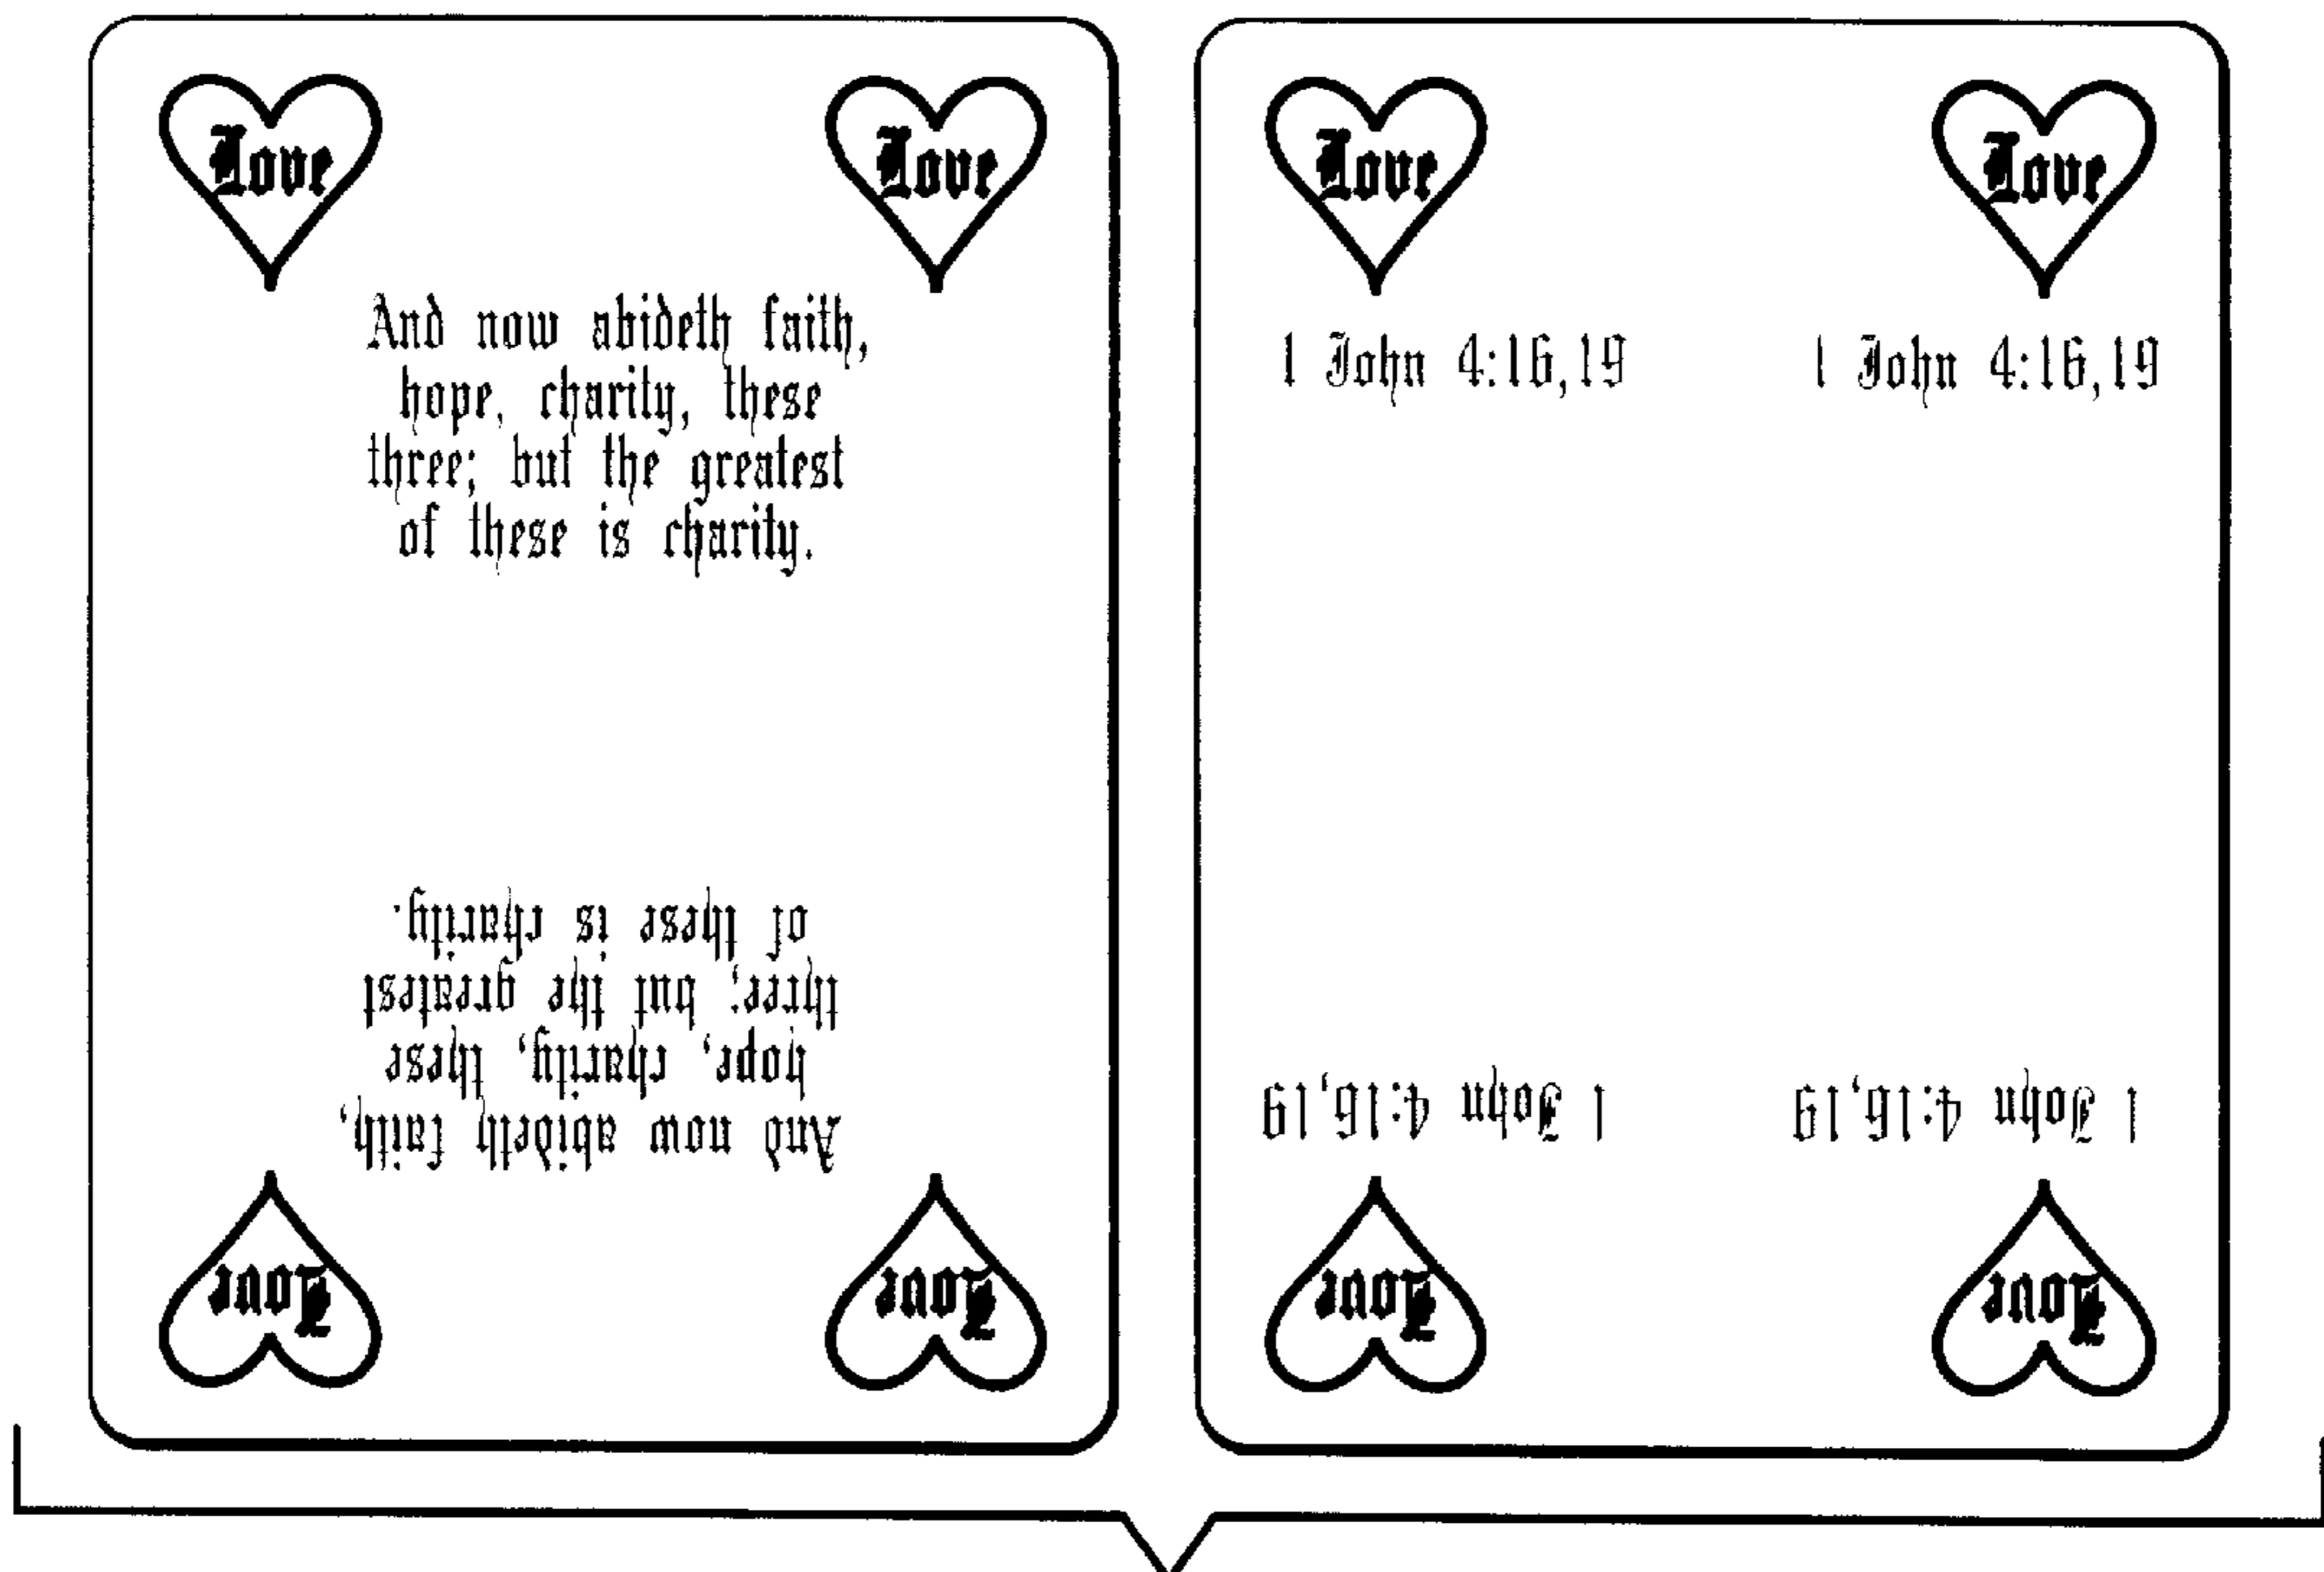 Love Love
And now abideth faith,
hope, charity, these
three; but the greatest
of these is charity.
And now abideth faith,
hope, charity, these
three; but the greatest
of these is charity.
Love Love
Love Love
1 John 4:16,19 1 John 4:16,19
1 John 4:16,19 1 John 4:16,19
Love Love